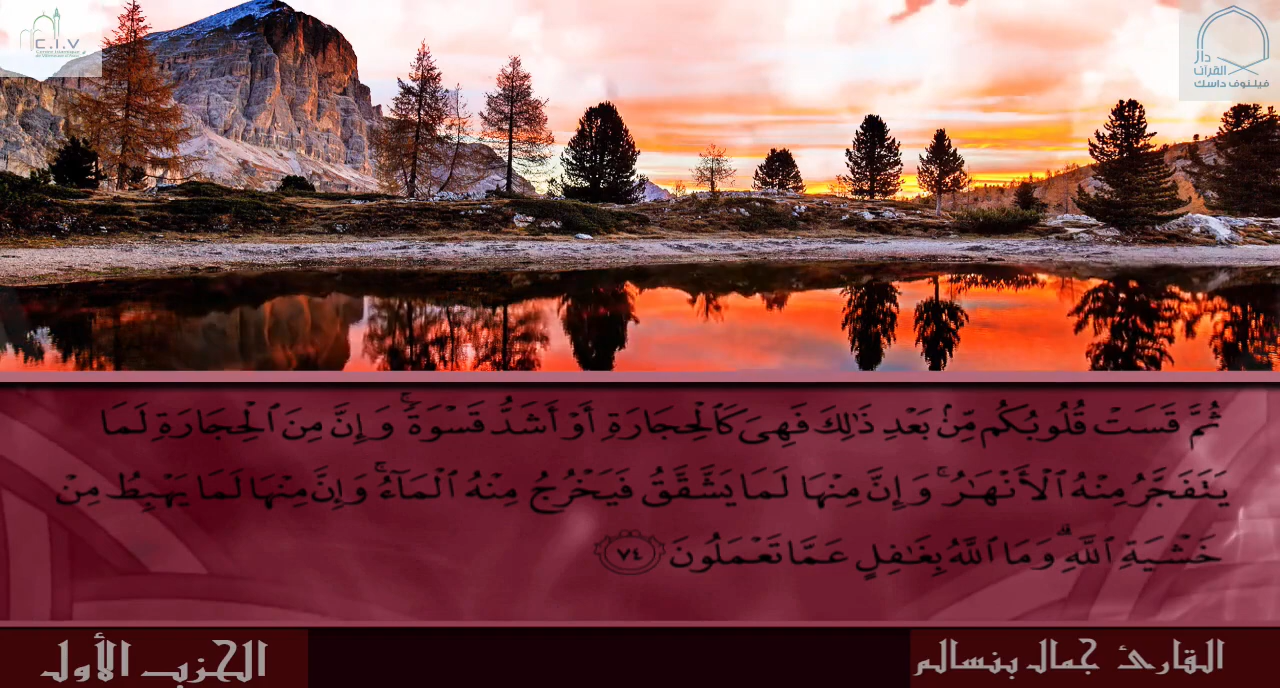 C.I.V
دار
القرآن
فيلنوف داسك
ثُمَّ قَسَتْ قُلُوبُكُم مِّنۢ بَعْدِ ذَٰلِكَ فَهِىَ كَٱلْحِجَارَةِ أَوْ أَشَدُّ قَسْوَةً ۚ وَإِنَّ مِنَ ٱلْحِجَارَةِ لَمَا
يَتَفَجَّرُ مِنْهُ ٱلْأَنْهَـٰرُ ۚ وَإِنَّ مِنْهَا لَمَا يَشَّقَّقُ فَيَخْرُجُ مِنْهُ ٱلْمَآءُ ۚ وَإِنَّ مِنْهَا لَمَا يَهْبِطُ مِنْ
خَشْيَةِ ٱللَّهِ ۗ وَمَا ٱللَّهُ بِغَـٰفِلٍ عَمَّا تَعْمَلُونَ ٧٤
القارئ جمال بنسالم
الحزب الأول